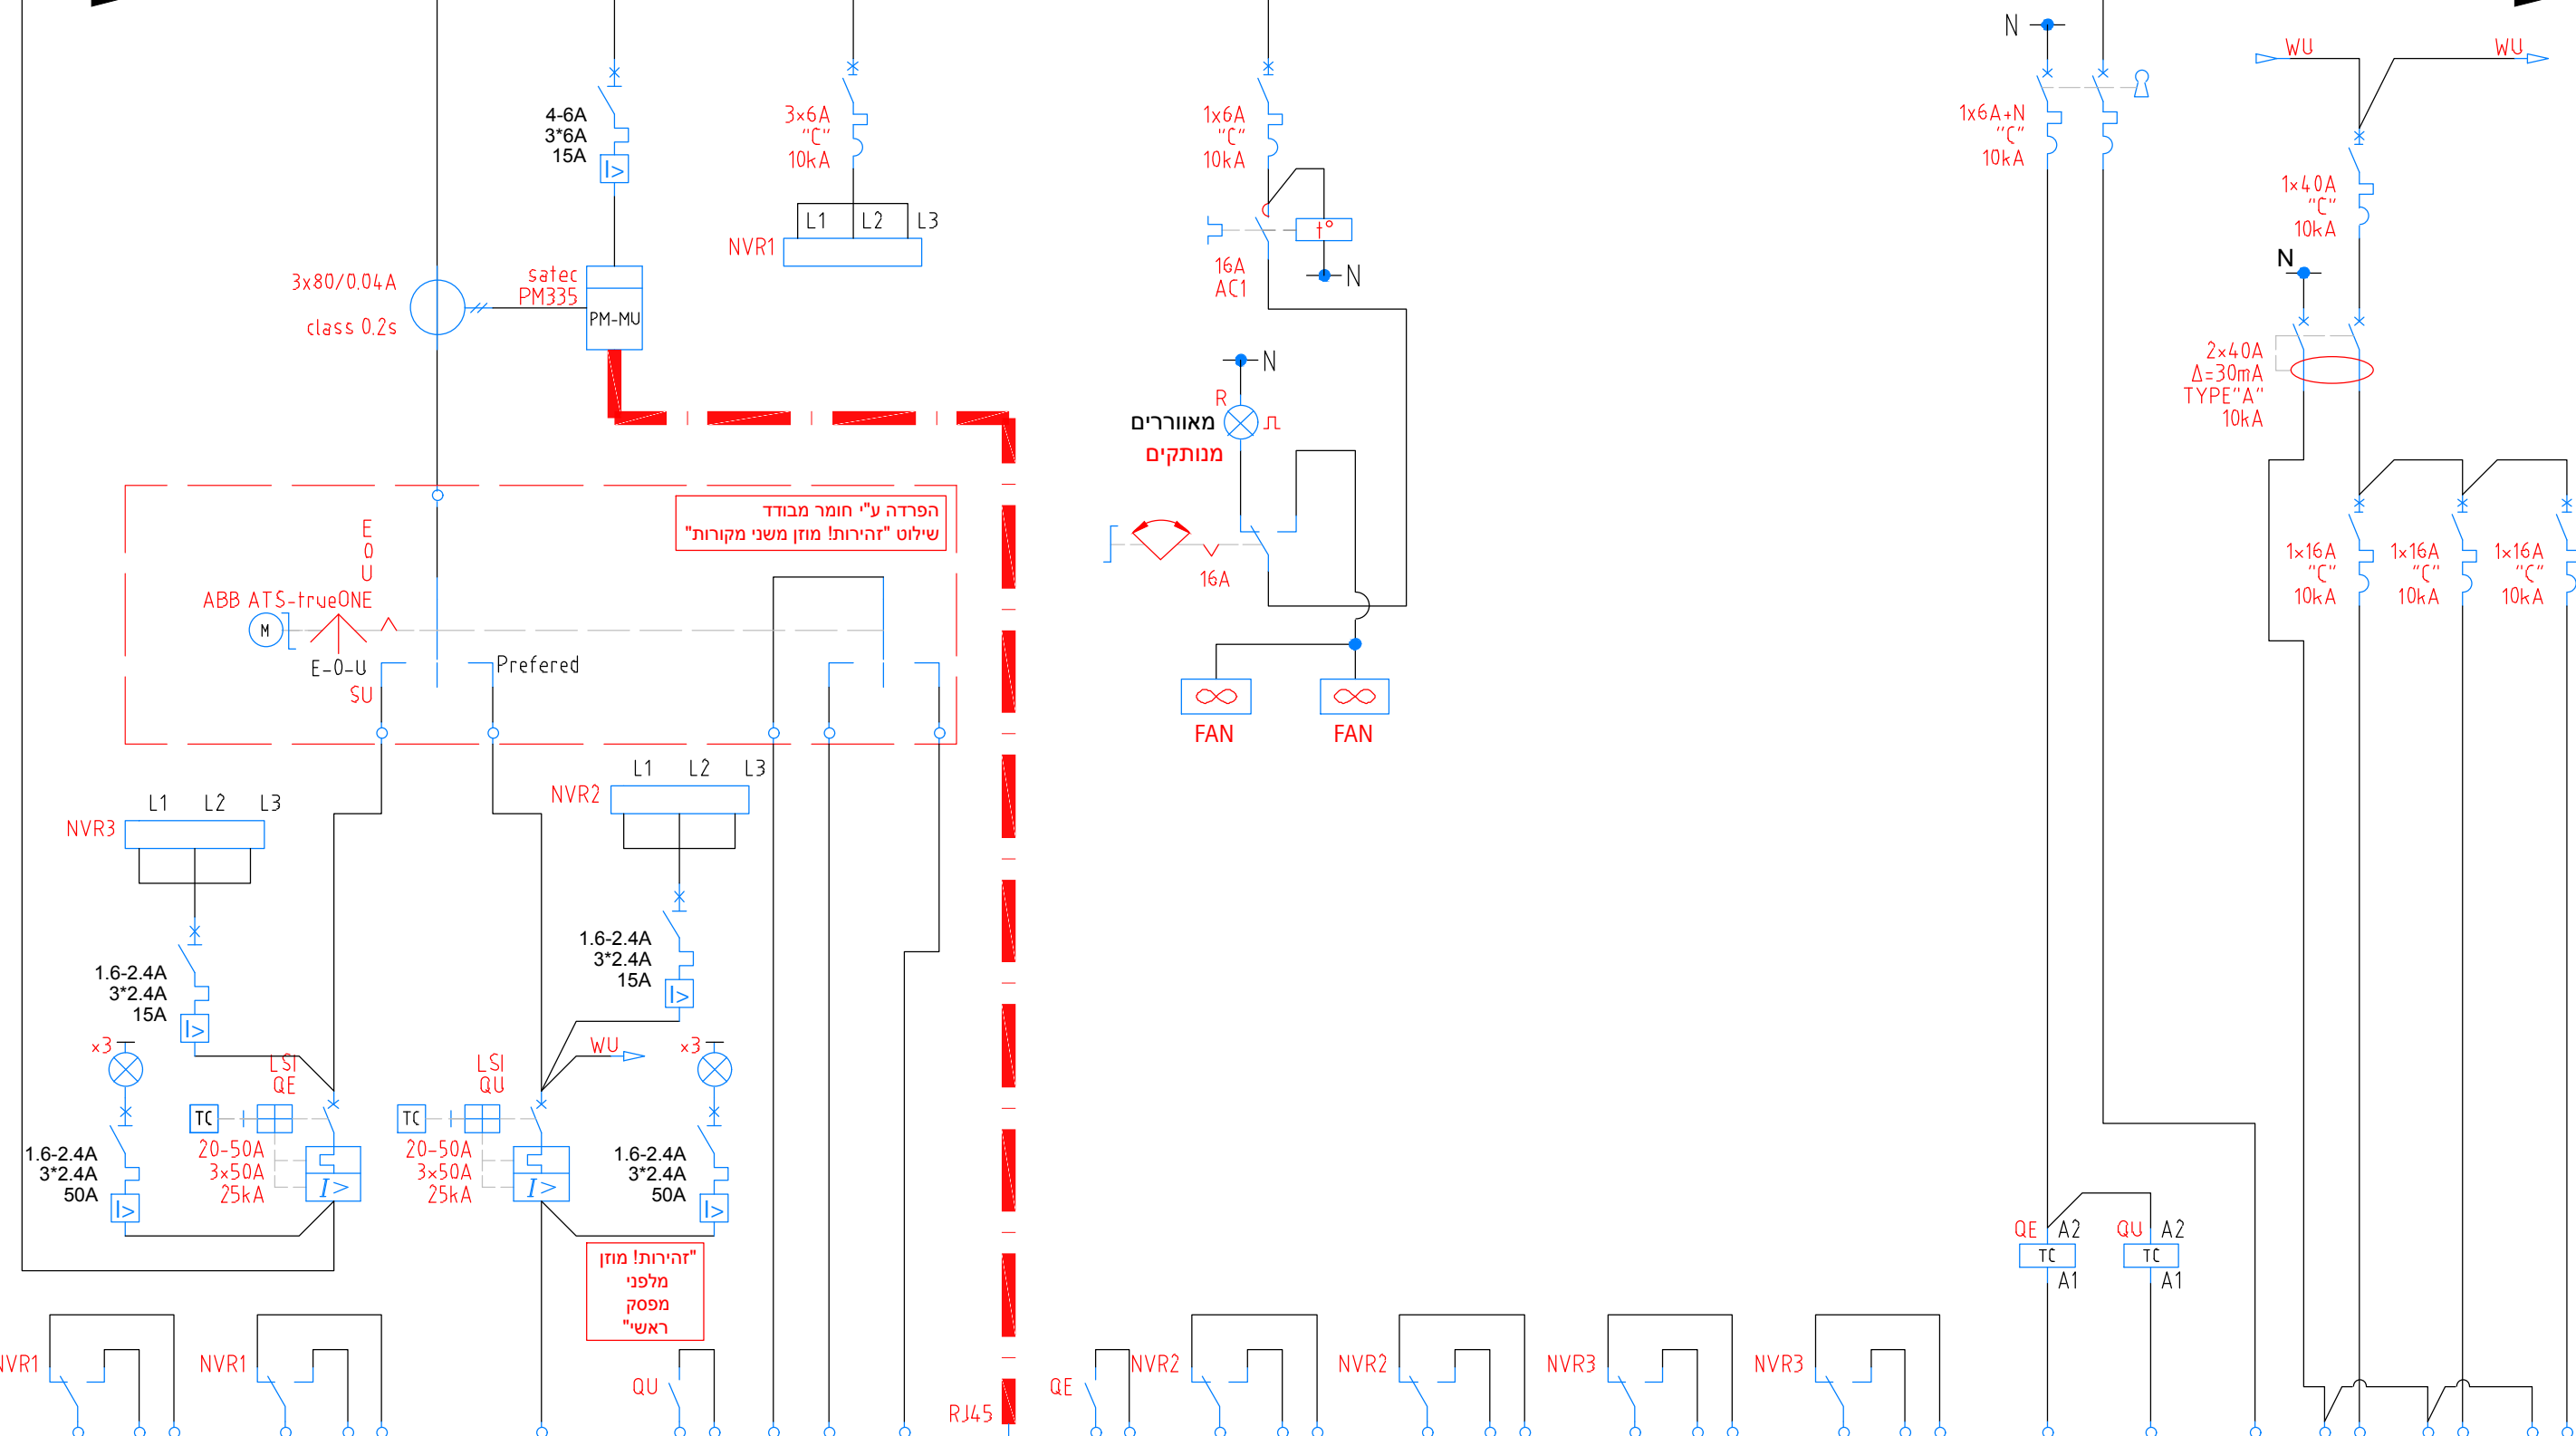 N
WU
WU
4-6A
3*6A
15A
3x6A
"C"
10kA
1x6A
"C"
10kA
1x6A+N
"C"
10kA
1x40A
"C"
10kA
L1
L2
L3
NVR1
16A
AC1
t°
N
N
3x80/0.04A
class 0.2s
satec
PM335
PM-MU
N
R
מאווררים
מנותקים
2x40A
Δ=30mA
TYPE"A"
10kA
הפרדה ע"י חומר מבודד
שילוט "זהירות! מוזן משני מקורות"
E
0
U
ABB ATS-trueONE
M
E-0-U
SU
Prefered
16A
1x16A
"C"
10kA
1x16A
"C"
10kA
1x16A
"C"
10kA
FAN
FAN
L1
L2
L3
NVR2
L1
L2
L3
NVR3
1.6-2.4A
3*2.4A
15A
I>
1.6-2.4A
3*2.4A
15A
I>
I>
x3
LSI
QE
LSI
QU
WU
x3
TC
TC
1.6-2.4A
3*2.4A
50A
I>
20-50A
3x50A
25kA
I>
20-50A
3x50A
25kA
I>
1.6-2.4A
3*2.4A
50A
I>
"זהירות! מוזן
מלפני
מפסק
ראשי"
QE
A2
TC
A1
QU
A2
TC
A1
NVR1
NVR1
QU
RJ45
QE
NVR2
NVR2
NVR3
NVR3